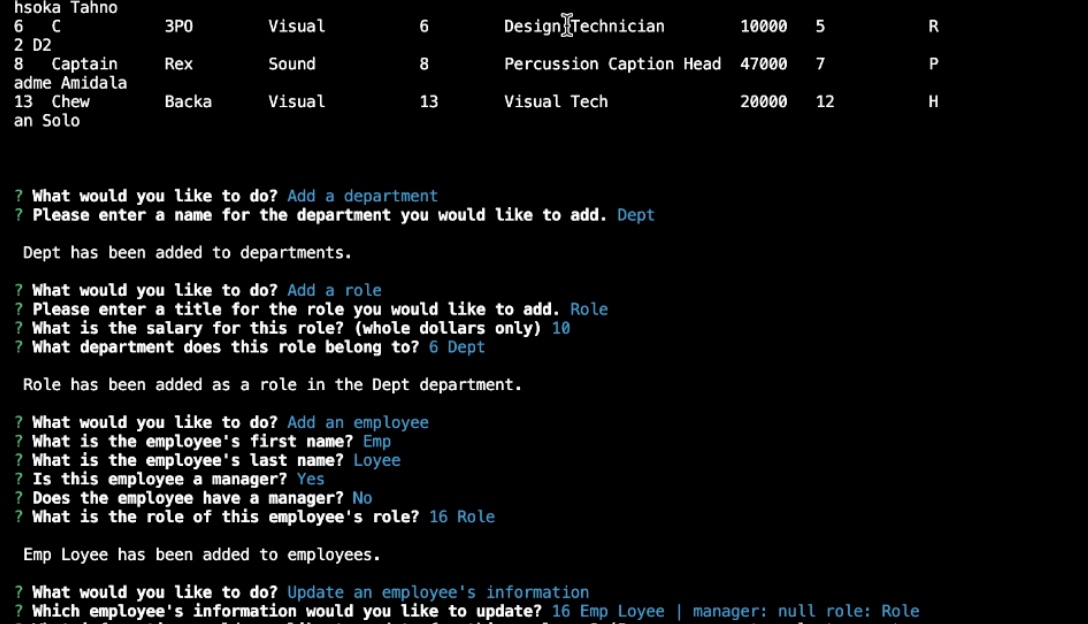 hsoka Tahno
6 C 3PO Visual 6 Design Technician 10000 5 R
2 D2
8 Captain Rex Sound 8 Percussion Caption Head 47000 7 P
adme Amidala
13 Chew Backa Visual 13 Visual Tech 20000 12 H
an Solo
? What would you like to do? Add a department
? Please enter a name for the department you would like to add. Dept
Dept has been added to departments.
? What would you like to do? Add a role
? Please enter a title for the role you would like to add. Role
? What is the salary for this role? (whole dollars only) 10
? What department does this role belong to? 6 Dept
Role has been added as a role in the Dept department.
? What would you like to do? Add an employee
? What is the employee's first name? Emp
? What is the employee's last name? Loyee
? Is this employee a manager? Yes
? Does the employee have a manager? No
? What is the role of this employee's role? 16 Role
Emp Loyee has been added to employees.
? What would you like to do? Update an employee's information
? Which employee's information would you like to update? 16 Emp Loyee | manager: null role: Role